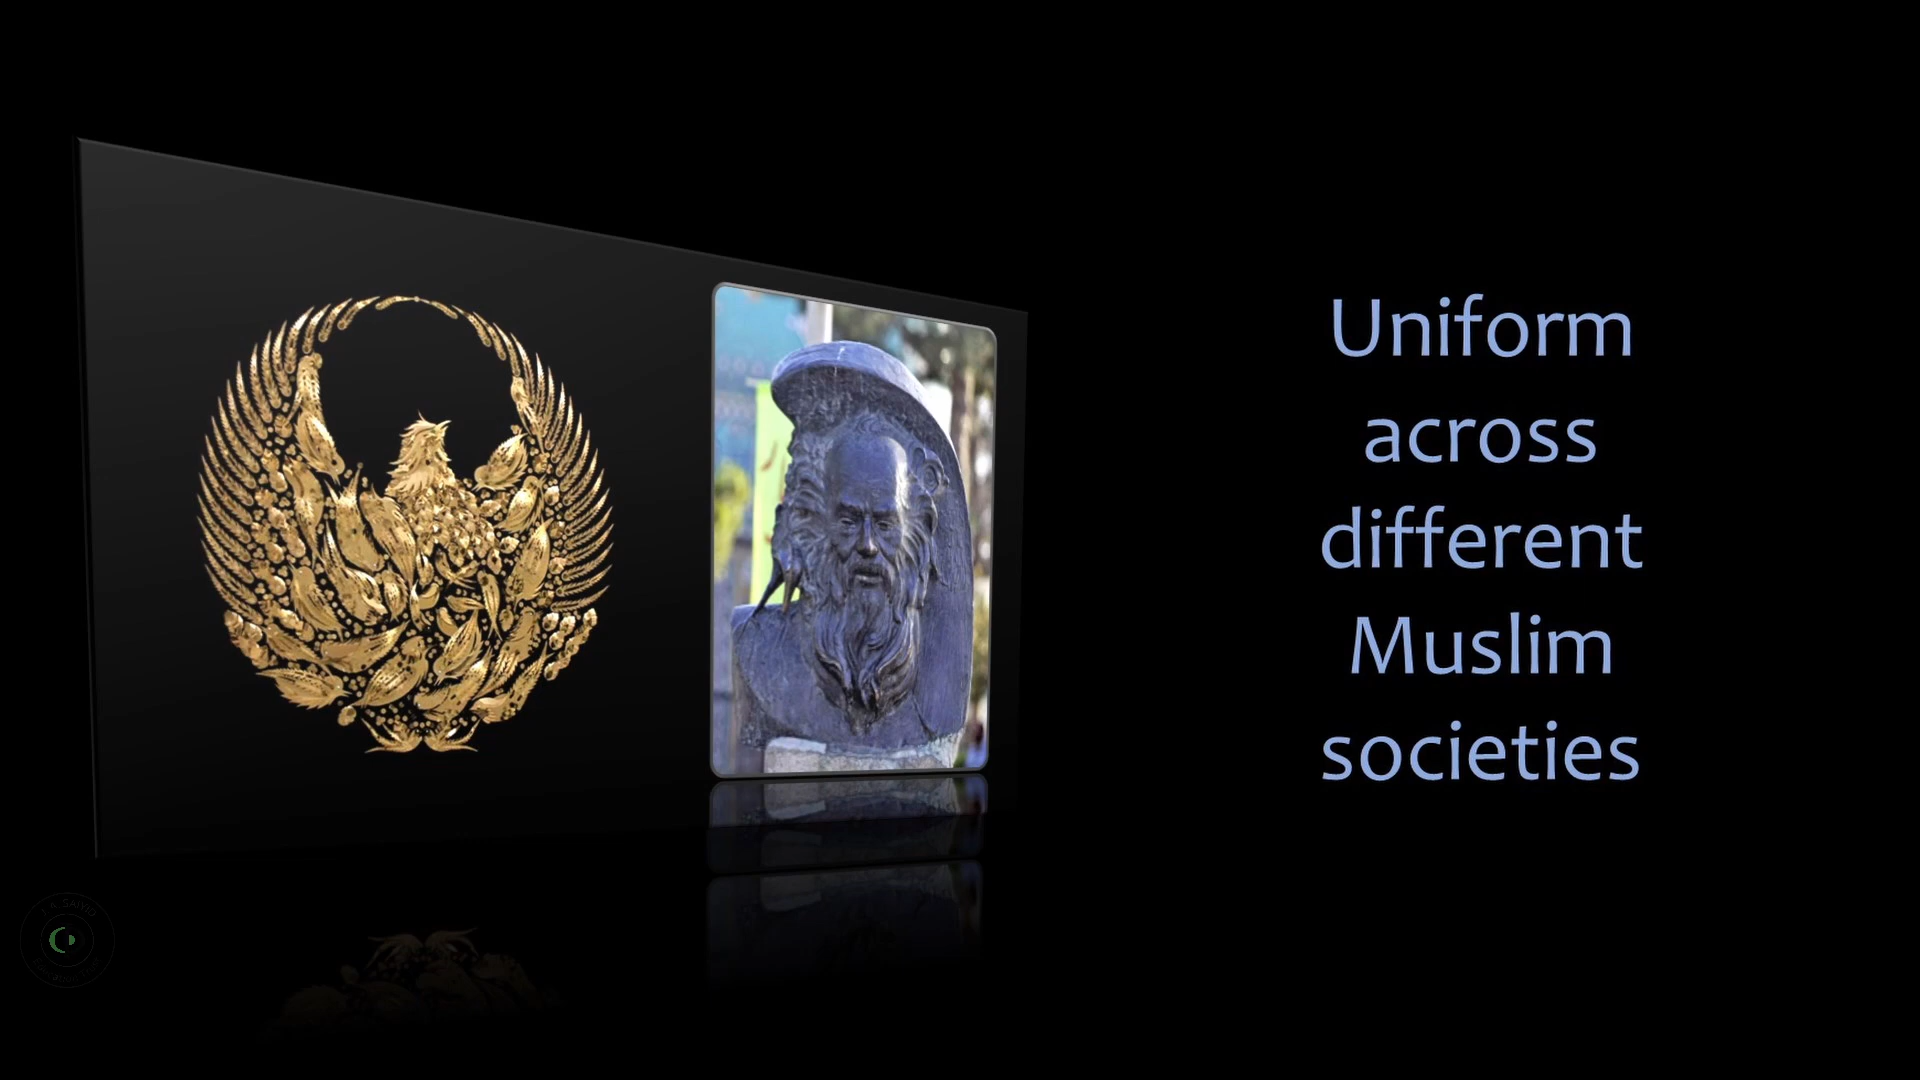 Uniform
across
different
Muslim
societies